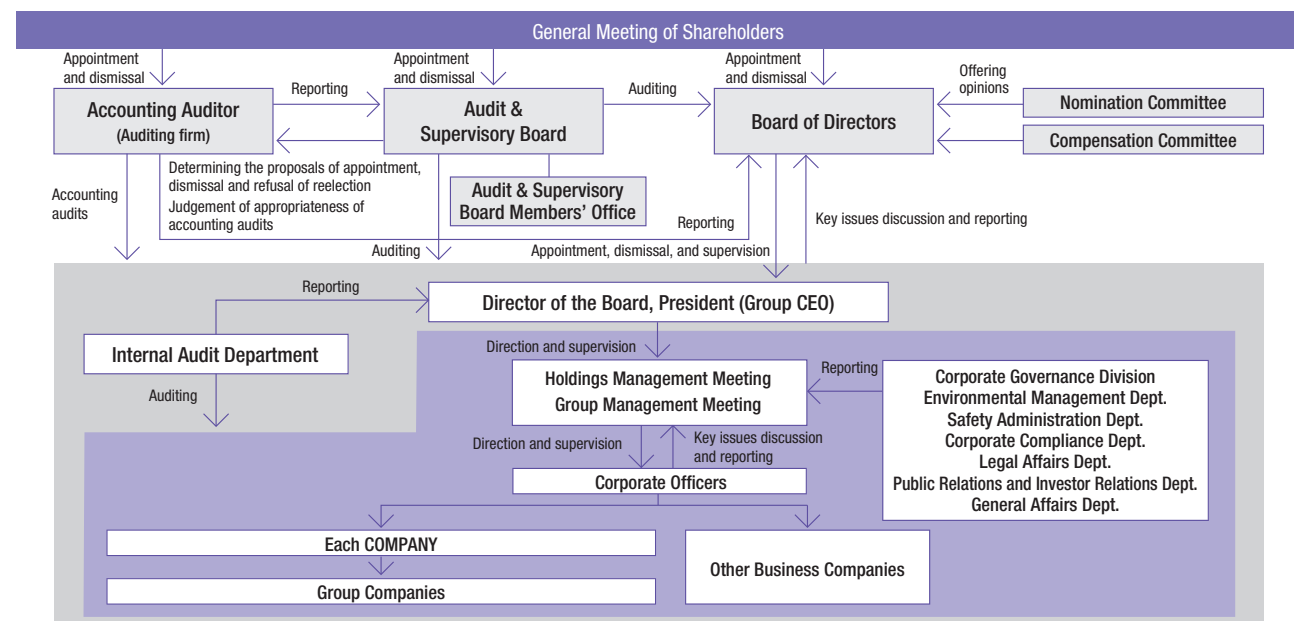 General Meeting of Shareholders
Appointment
and dismissal
Appointment
and dismissal
Appointment
and dismissal
Offering
opinions
Accounting Auditor
(Auditing firm)
Reporting
Audit &
Supervisory Board
Auditing
Board of Directors
Nomination Committee
Compensation Committee
Accounting
audits
Determining the proposals of appointment,
dismissal and refusal of reelection
Judgement of appropriateness of
accounting audits
Audit & Supervisory
Board Members' Office
Reporting
Key issues discussion and reporting
Auditing
Appointment, dismissal, and supervision
Reporting
Director of the Board, President (Group CEO)
Internal Audit Department
Auditing
Direction and supervision
Holdings Management Meeting
Group Management Meeting
Reporting
Corporate Governance Division
Environmental Management Dept.
Safety Administration Dept.
Corporate Compliance Dept.
Legal Affairs Dept.
Public Relations and Investor Relations Dept.
General Affairs Dept.
Direction and supervision
Key issues discussion
and reporting
Corporate Officers
Each COMPANY
Group Companies
Other Business Companies